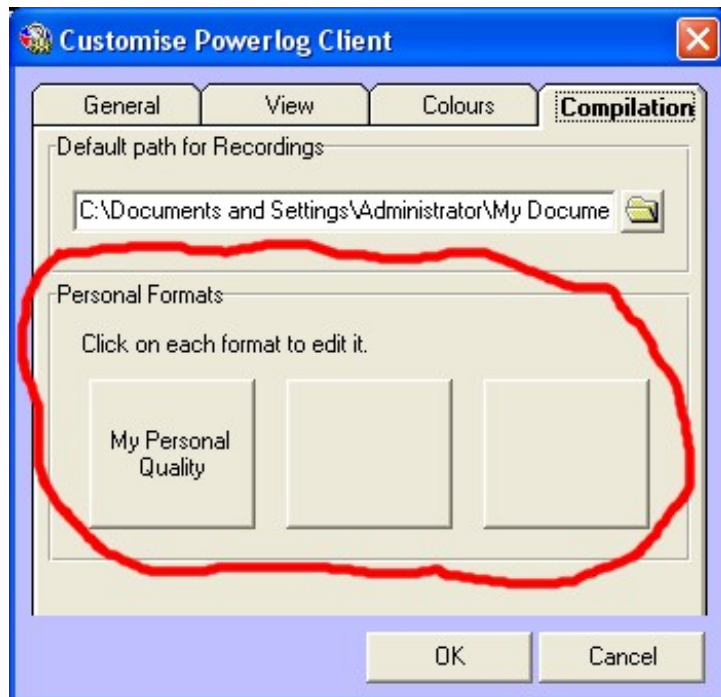 Customise Powerlog Client
General View Colours Compilation
Default path for Recordings
C:\Documents and Settings\Administrator\My Docume
Personal Formats
Click on each format to edit it.
My Personal
Quality
OK Cancel